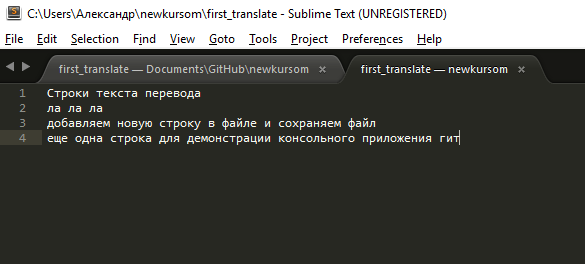 C:\Users\Александр\newkursom\first_translate - Sublime Text (UNREGISTERED)
File Edit Selection Find View Goto Tools Project Preferences Help
first_translate — Documents\GitHub\newkursom × first_translate — newkursom ×
1 Строки текста перевода
2 ла ла ла
3 добавляем новую строку в файле и сохраняем файл
4 еще одна строка для демонстрации консольного приложения гит